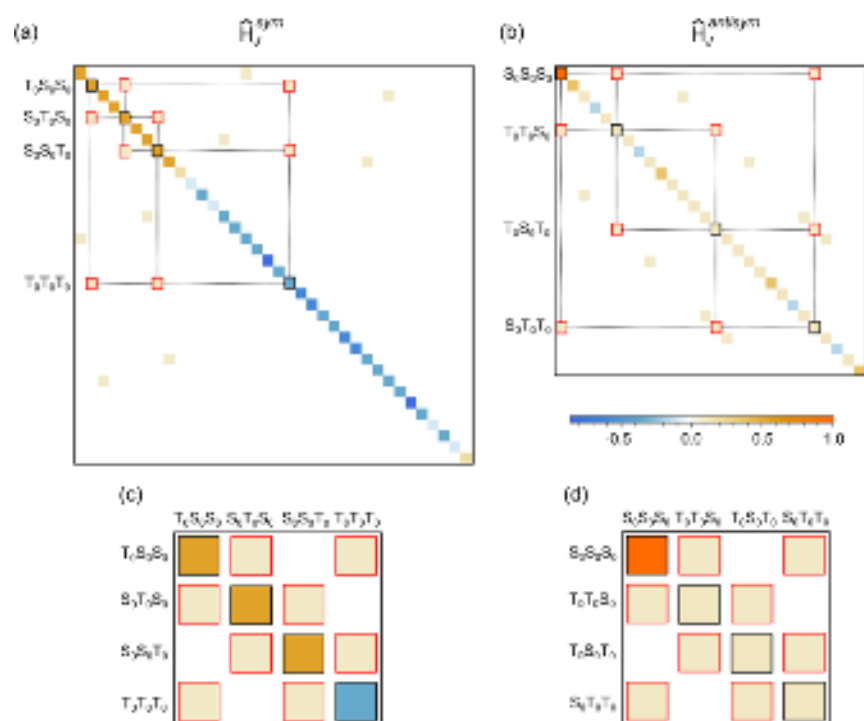 (a) Ĥ_J^sym
(b) Ĥ_J^antisym
T₀S₀S₀
S₀T₀S₀
S₀S₀T₀
T₀T₀T₀
S₀S₀S₀
T₀T₀S₀
T₀S₀T₀
S₀T₀T₀
-0.5 0.0 0.5 1.0
(c)
T₀S₀S₀ S₀T₀S₀ S₀S₀T₀ T₀T₀T₀
T₀S₀S₀
S₀T₀S₀
S₀S₀T₀
T₀T₀T₀
(d)
S₀S₀S₀ T₀T₀S₀ T₀S₀T₀ S₀T₀T₀
S₀S₀S₀
T₀T₀S₀
T₀S₀T₀
S₀T₀T₀